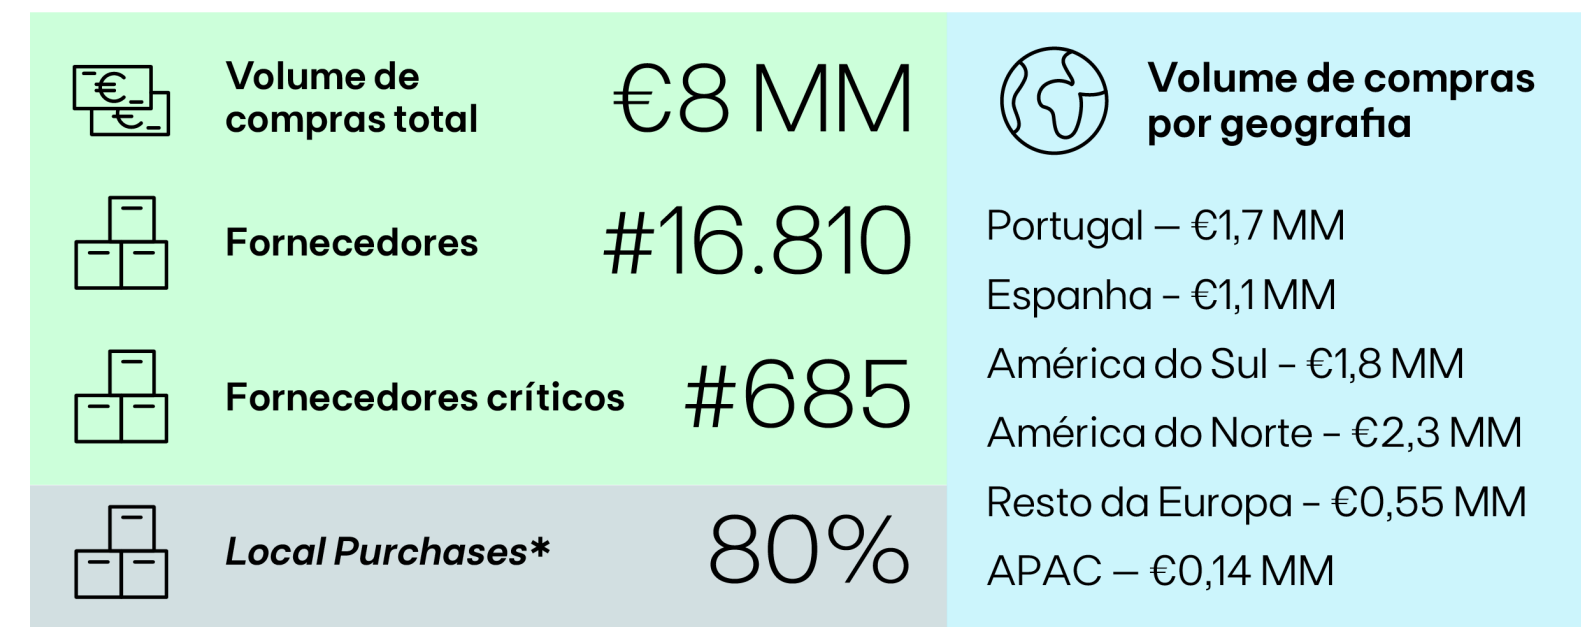 Volume de
compras total
€8 MM
Fornecedores
#16.810
Fornecedores críticos
#685
Local Purchases*
80%
Volume de compras
por geografia
Portugal — €1,7 MM
Espanha – €1,1 MM
América do Sul – €1,8 MM
América do Norte – €2,3 MM
Resto da Europa – €0,55 MM
APAC — €0,14 MM